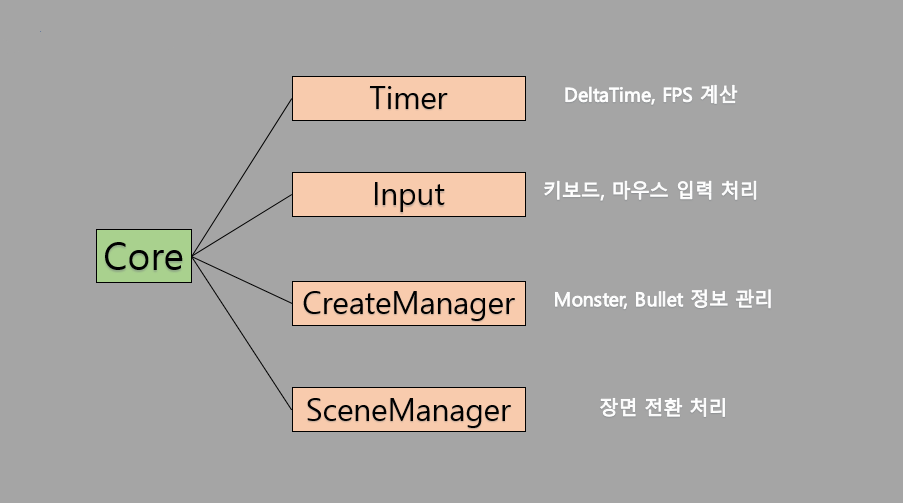 Timer
DeltaTime, FPS 계산
Input
키보드, 마우스 입력 처리
Core
CreateManager
Monster, Bullet 정보 관리
SceneManager
장면 전환 처리